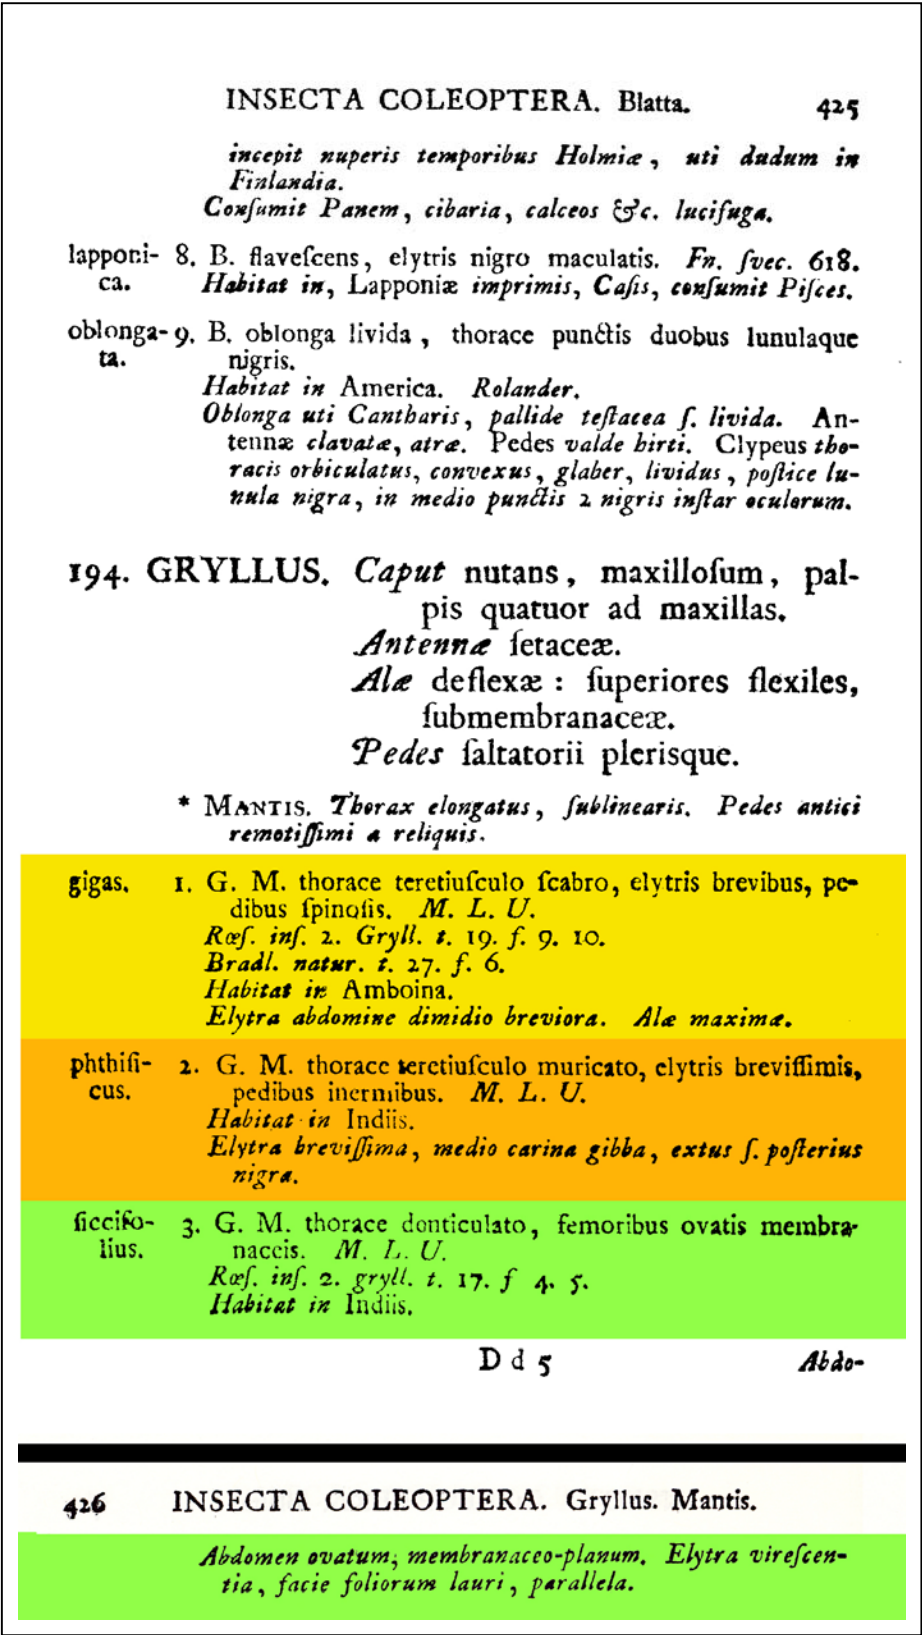 INSECTA COLEOPTERA. Blatta. 425
incepit nuperis temporibus Holmiæ, uti dudum in
Finlandia.
Conſumit Panem, cibaria, calceos &c. lucifuga.
lapponi- 8. B. flaveſcens, elytris nigro maculatis. Fn. ſvec. 618.
ca. Habitat in, Lapponiæ imprimis, Caſis, conſumit Piſces.
oblonga- 9. B. oblonga livida, thorace punctis duobus lunulaque
ta. nigris.
Habitat in America. Rolander.
Oblonga uti Cantharis, pallide teſtacea ſ. livida. An-
tennæ clavatæ, atræ. Pedes valde hirti. Clypeus tho-
racis orbiculatus, convexus, glaber, lividus, poſtice lu-
nula nigra, in medio punctis 2 nigris inſtar oculorum.
194. GRYLLUS. Caput nutans, maxilloſum, pal-
pis quatuor ad maxillas.
Antennæ ſetaceæ.
Alæ deflexæ: ſuperiores flexiles,
ſubmembranaceæ.
Pedes ſaltatorii plerisque.
* MANTIS. Thorax elongatus, ſublinearis. Pedes antici
remotiſſimi a reliquis.
gigas. 1. G. M. thorace teretiuſculo ſcabro, elytris brevibus, pe-
dibus ſpinoſis. M. L. U.
Rœſ. inſ. 2. Gryll. t. 19. f. 9. 10.
Bradl. natur. t. 27. f. 6.
Habitat in Amboina.
Elytra abdomine dimidio breviora. Alæ maximæ.
phthiſi- 2. G. M. thorace teretiuſculo muricato, elytris breviſſimis,
cus. pedibus inermibus. M. L. U.
Habitat in Indiis.
Elytra breviſſima, medio carina gibba, extus ſ. poſterius
nigra.
ſiccifo- 3. G. M. thorace donticulato, femoribus ovatis membra-
lius. naceis. M. L. U.
Rœſ. inſ. 2. gryll. t. 17. f 4. 5.
Habitat in Indiis.
D d 5 Abdo-
426 INSECTA COLEOPTERA. Gryllus. Mantis.
Abdomen ovatum, membranaceo-planum. Elytra vireſcen-
tia, facie foliorum lauri, parallela.